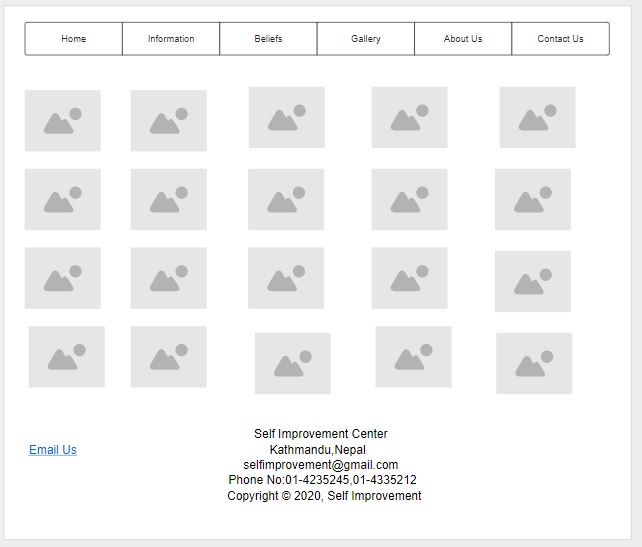 Home Information Beliefs Gallery About Us Contact Us
Self Improvement Center
Email Us
Kathmandu,Nepal
selfimprovement@gmail.com
Phone No:01-4235245,01-4335212
Copyright © 2020, Self Improvement